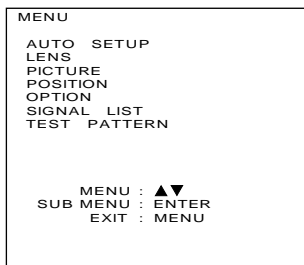 MENU
AUTO SETUP
LENS
PICTURE
POSITION
OPTION
SIGNAL LIST
TEST PATTERN
MENU : ▲▼
SUB MENU : ENTER
EXIT : MENU